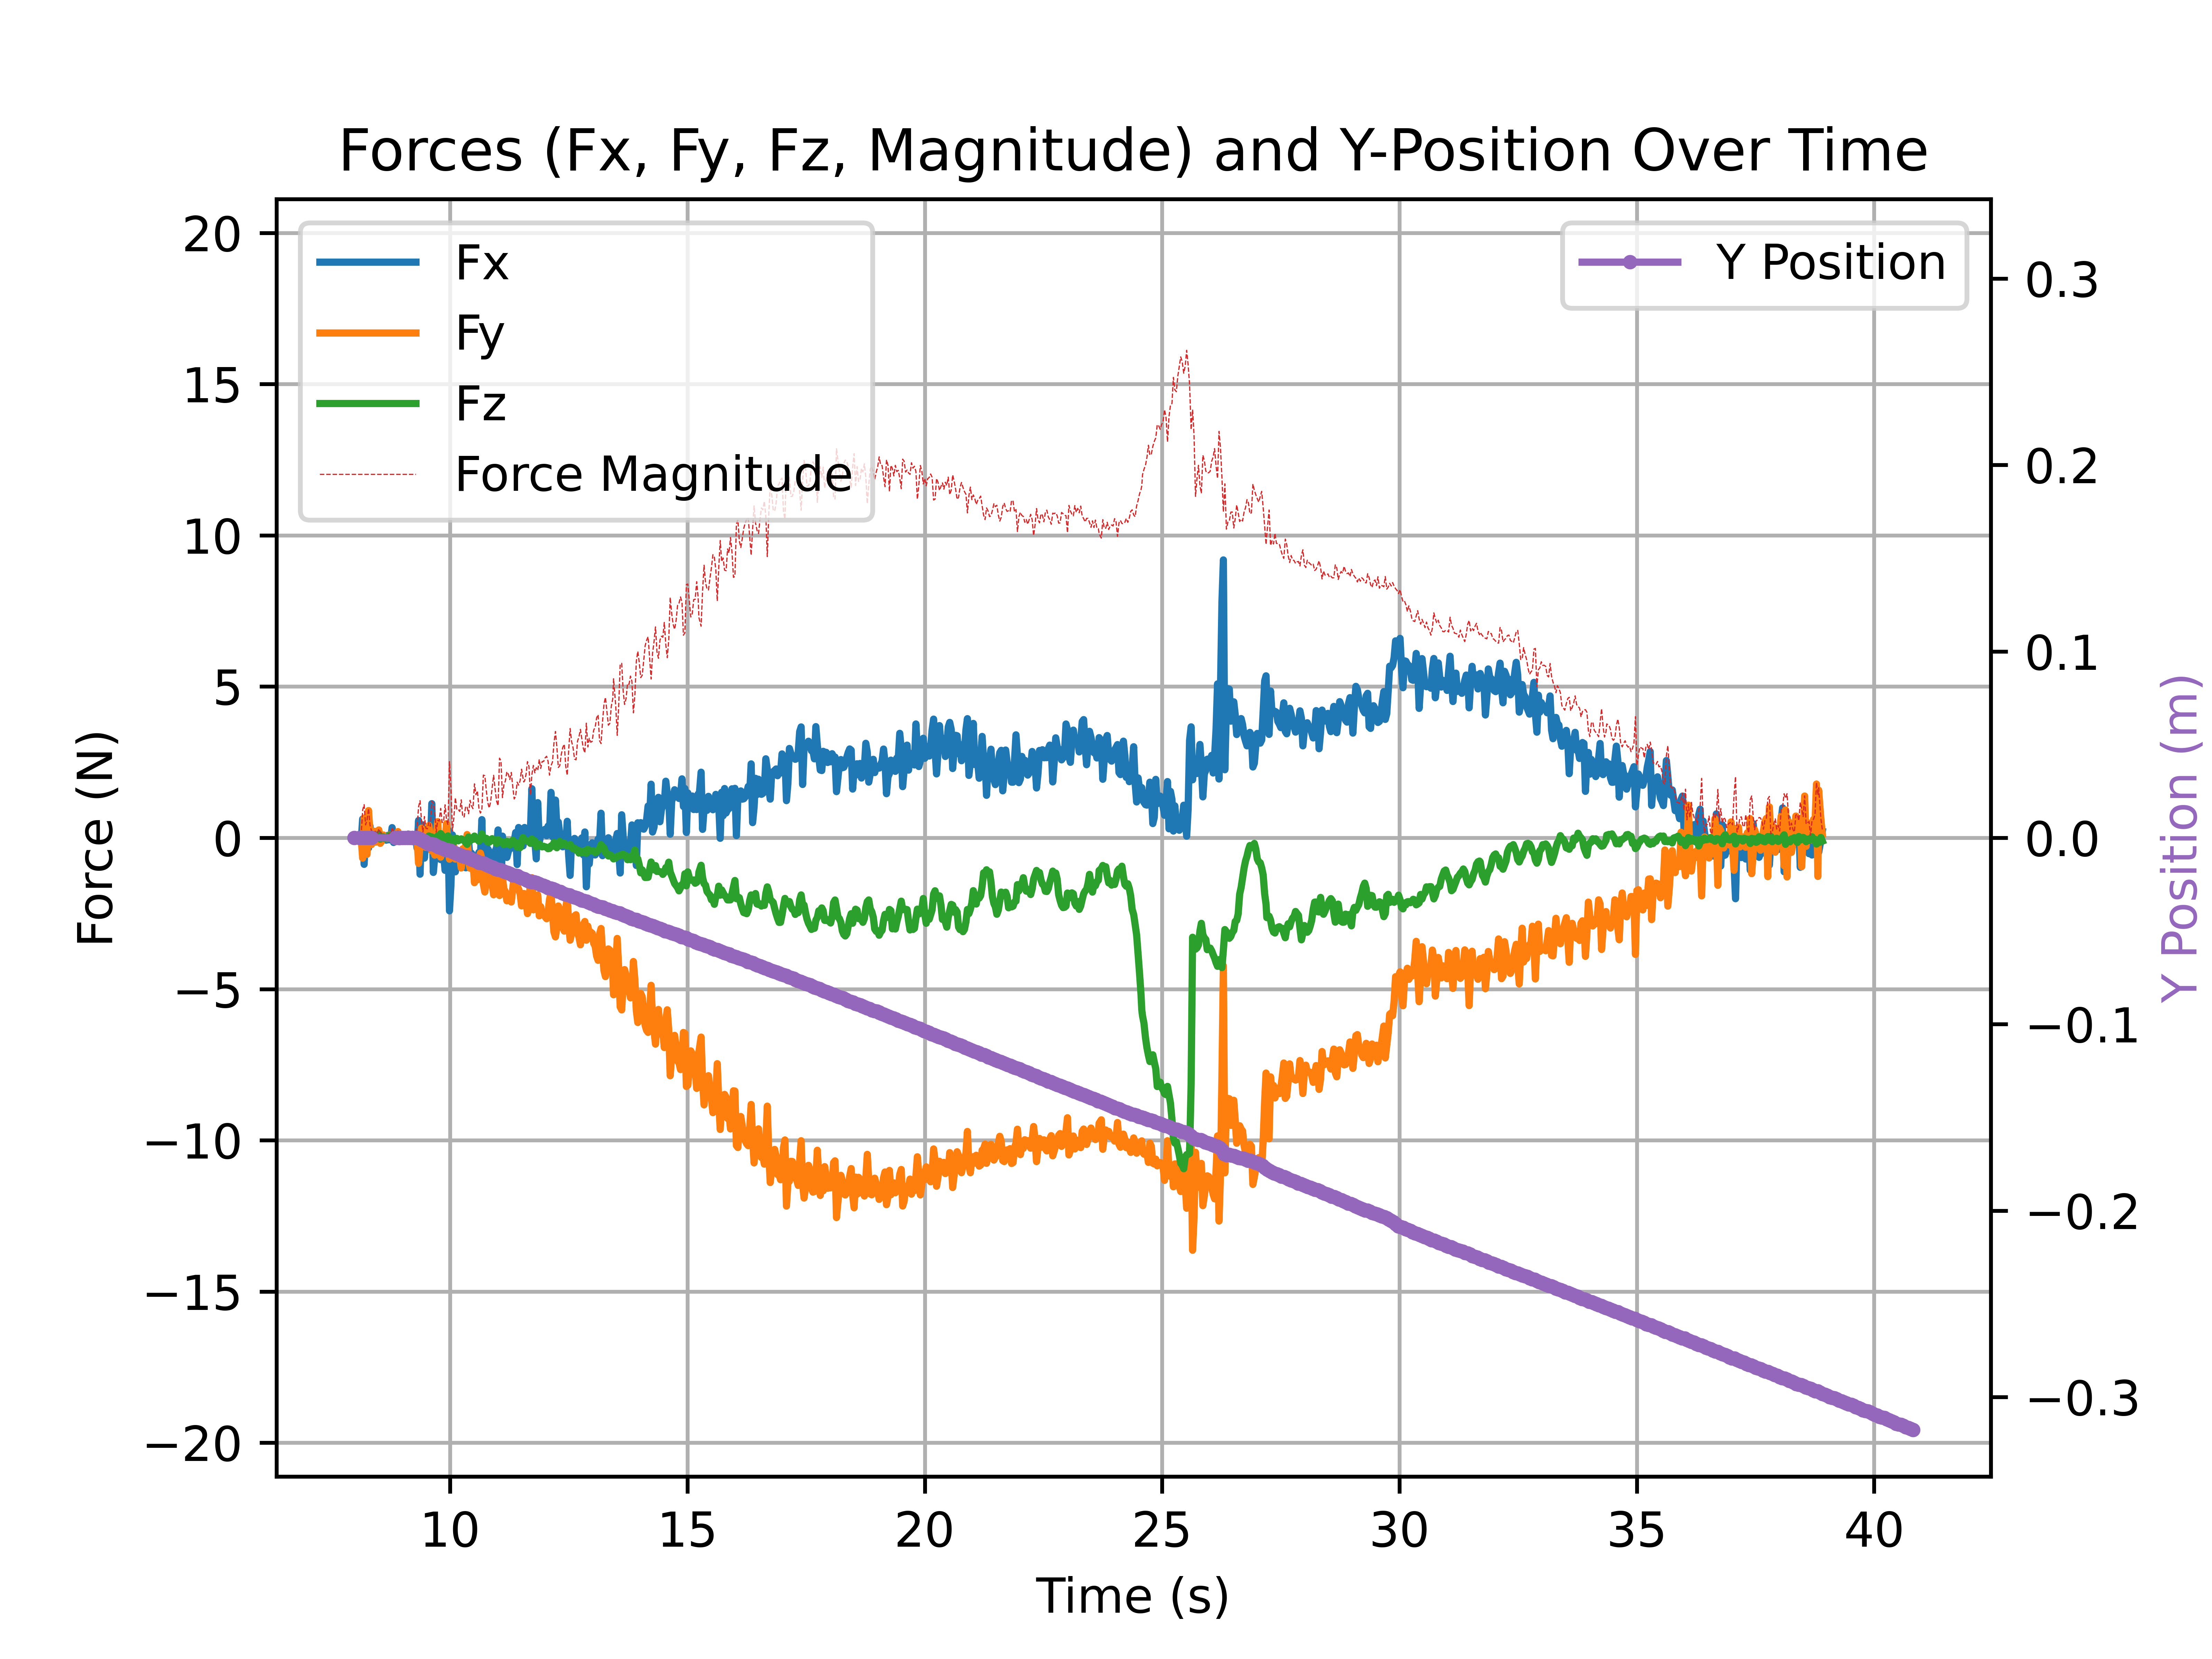 Forces (Fx, Fy, Fz, Magnitude) and Y-Position Over Time
Fx
Fy
Fz
Force Magnitude
Y Position
20
15
10
5
0
−5
−10
−15
−20
Force (N)
0.3
0.2
0.1
0.0
−0.1
−0.2
−0.3
Y Position (m)
10 15 20 25 30 35 40
Time (s)